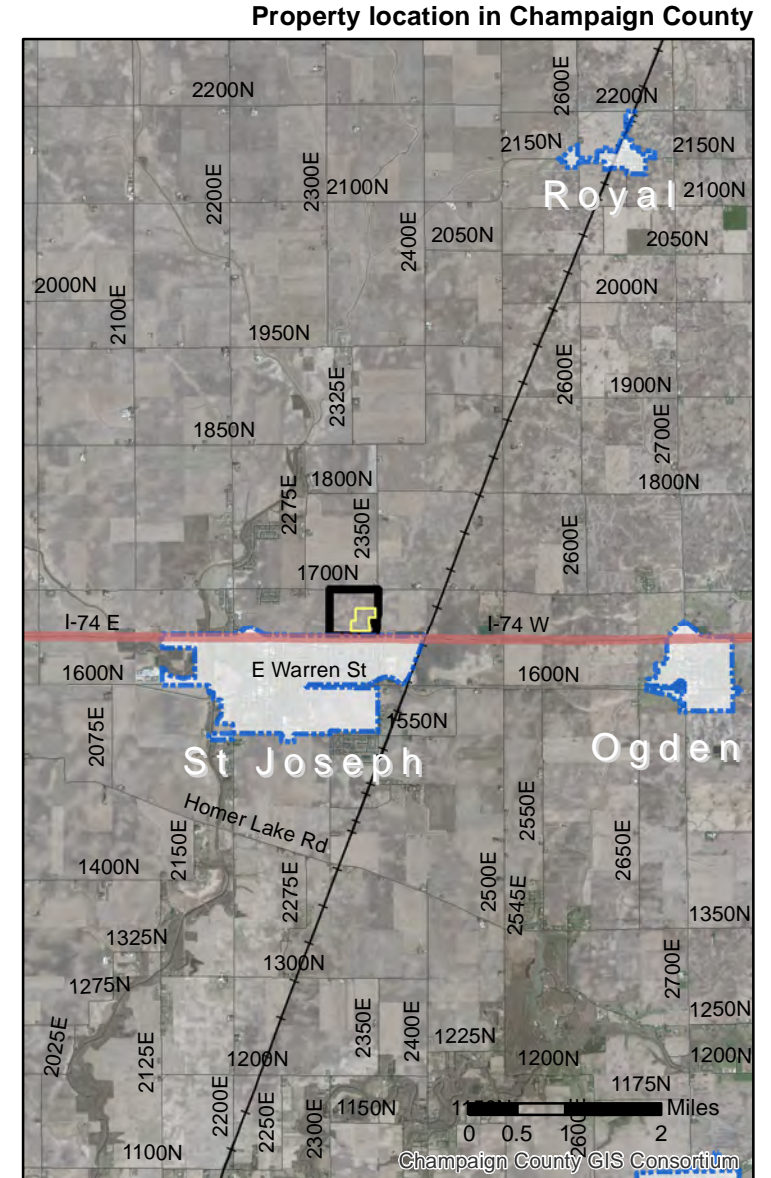 Property location in Champaign County
2200N
2600E
2200N
2150N
2150N
2200E
2300E
2100N
Royal
2100N
2400E
2050N
2050N
2000N
2100E
2000N
1950N
2325E
2600E
1900N
1850N
2700E
1800N
1800N
2275E
2350E
2600E
1700N
I-74 E
I-74 W
1600N
E Warren St
1600N
2075E
1550N
St Joseph
Ogden
Homer Lake Rd
2150E
2550E
2650E
1400N
2275E
2500E
2545E
1350N
1325N
1300N
2700E
1275N
1250N
2025E
2125E
2350E
2400E
1225N
1200N
1200N
1200N
1175N
2200E
2250E
2300E
1150N
Miles
0 0.5 1 2
1100N
Champaign County GIS Consortium